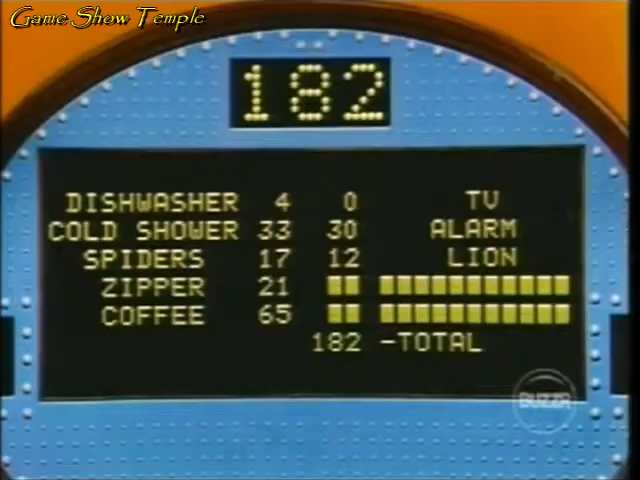 Game Show Temple
182
DISHWASHER 4 0 TV
COLD SHOWER 33 30 ALARM
SPIDERS 17 12 LION
ZIPPER 21
COFFEE 65
182 -TOTAL
BUZZR